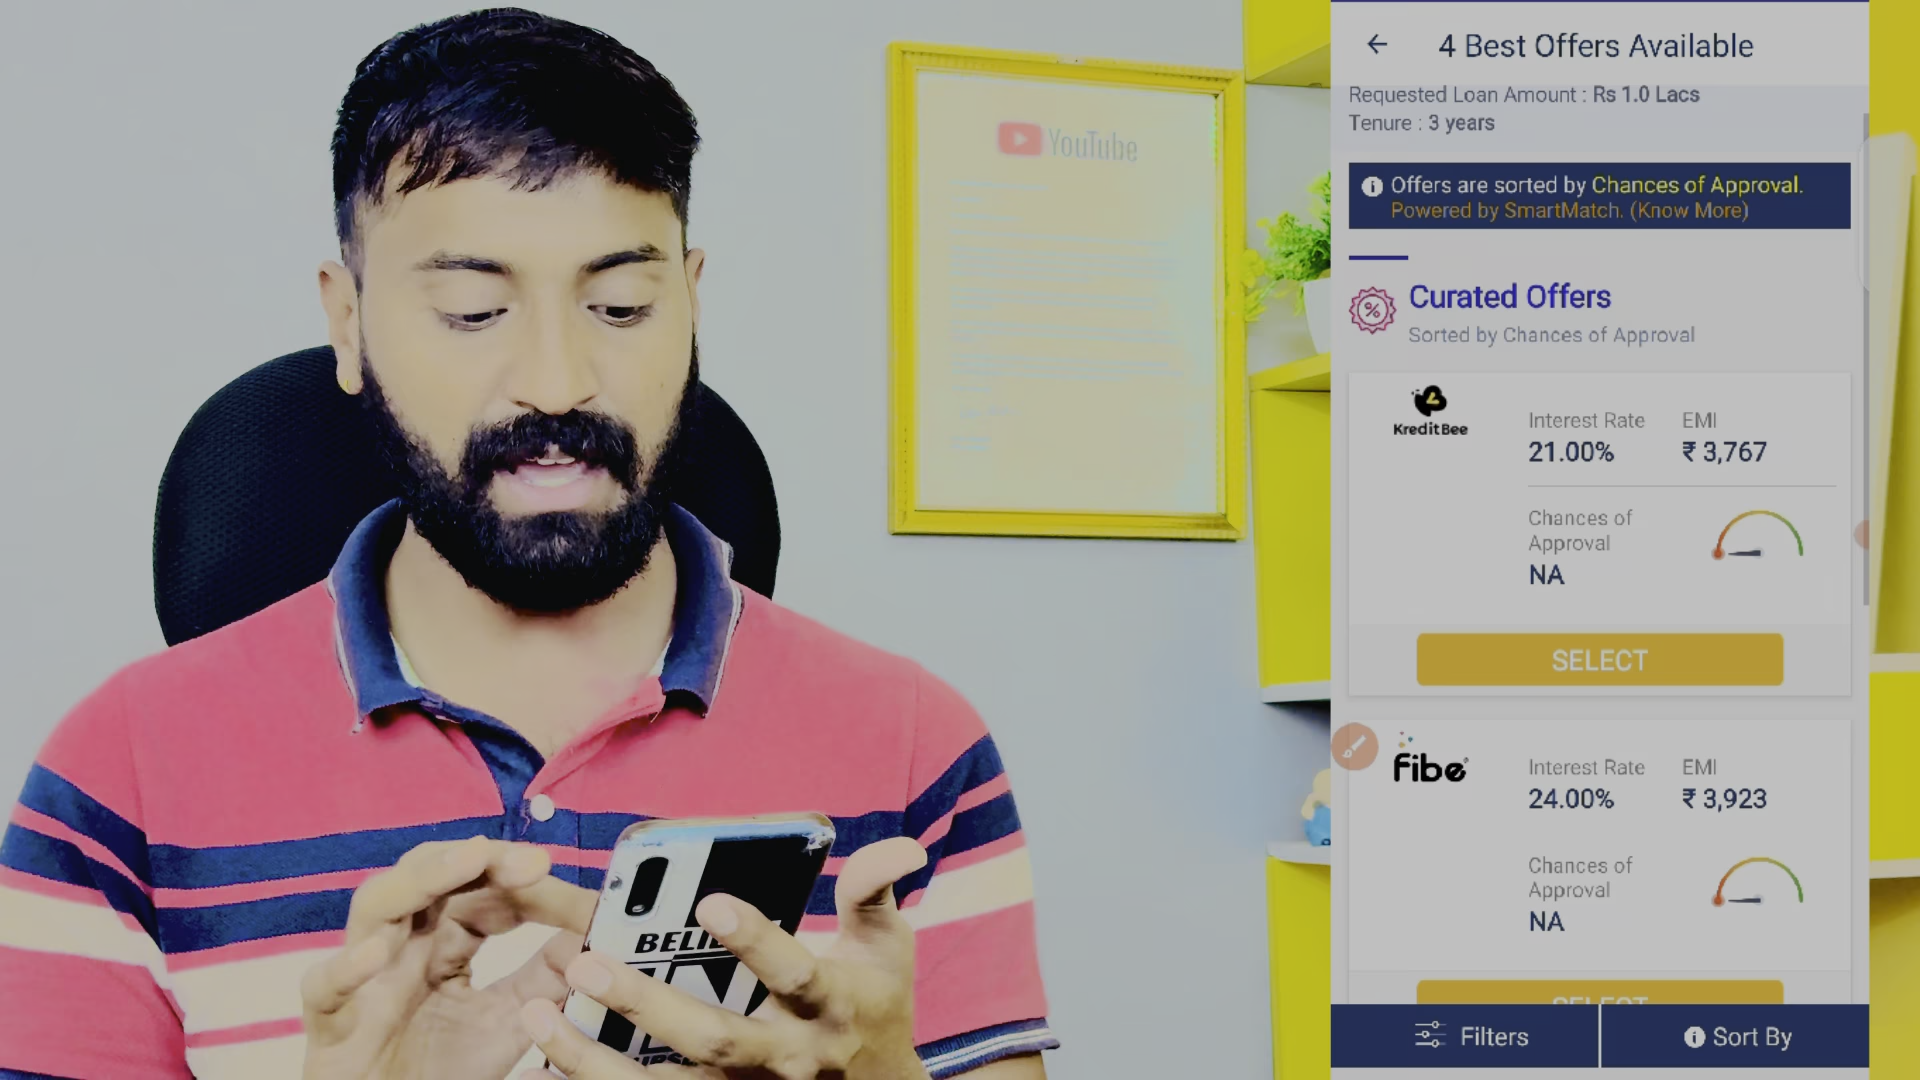 YouTube
BELI
4 Best Offers Available
Requested Loan Amount : Rs 1.0 Lacs
Tenure : 3 years
Offers are sorted by Chances of Approval.
Powered by SmartMatch. (Know More)
Curated Offers
Sorted by Chances of Approval
KreditBee
Interest Rate EMI
21.00% ₹ 3,767
Chances of
Approval
NA
SELECT
fibe
Interest Rate EMI
24.00% ₹ 3,923
Chances of
Approval
NA
SELECT
Filters
Sort By